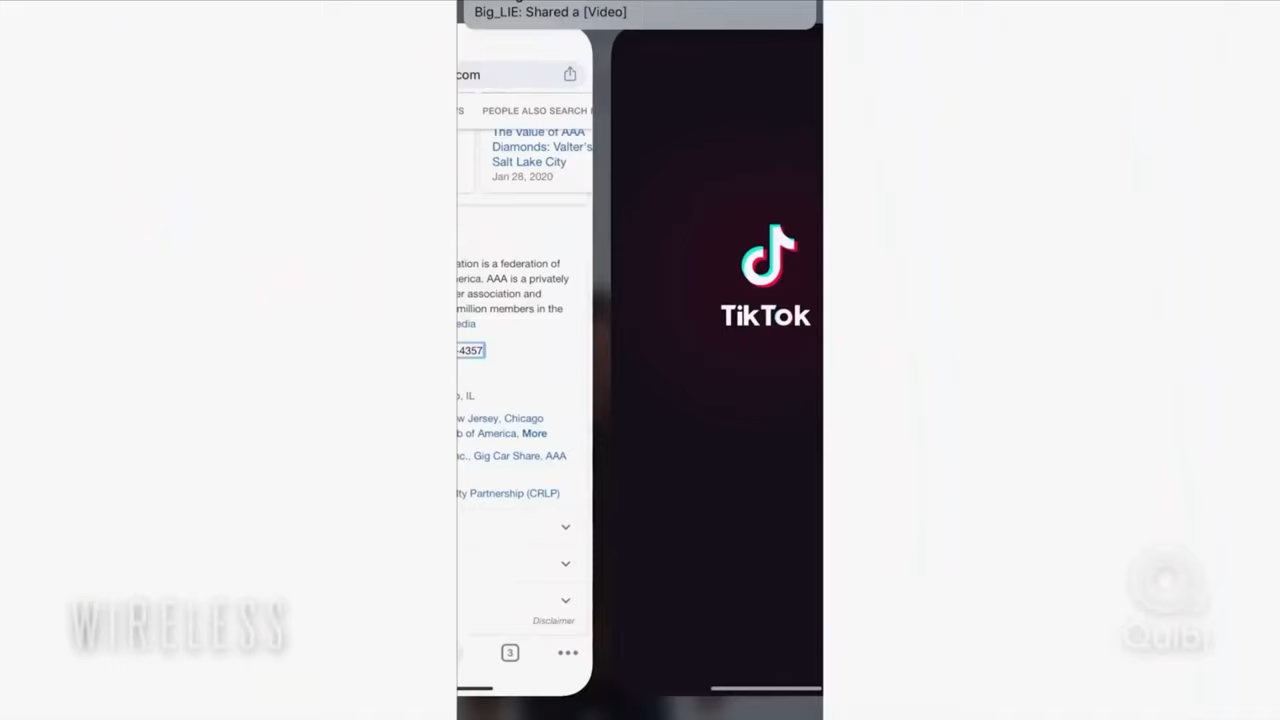 Big_LIE: Shared a [Video]
com
PEOPLE ALSO SEARCH
The Value of AAA
Diamonds: Valter's
Salt Lake City
Jan 28, 2020
ation is a federation of
erica. AAA is a privately
er association and
million members in the
edia
-4357
o, IL
w Jersey, Chicago
b of America, More
nc., Gig Car Share, AAA
lty Partnership (CRLP)
Disclaimer
3
TikTok
WIRELESS
Quibi